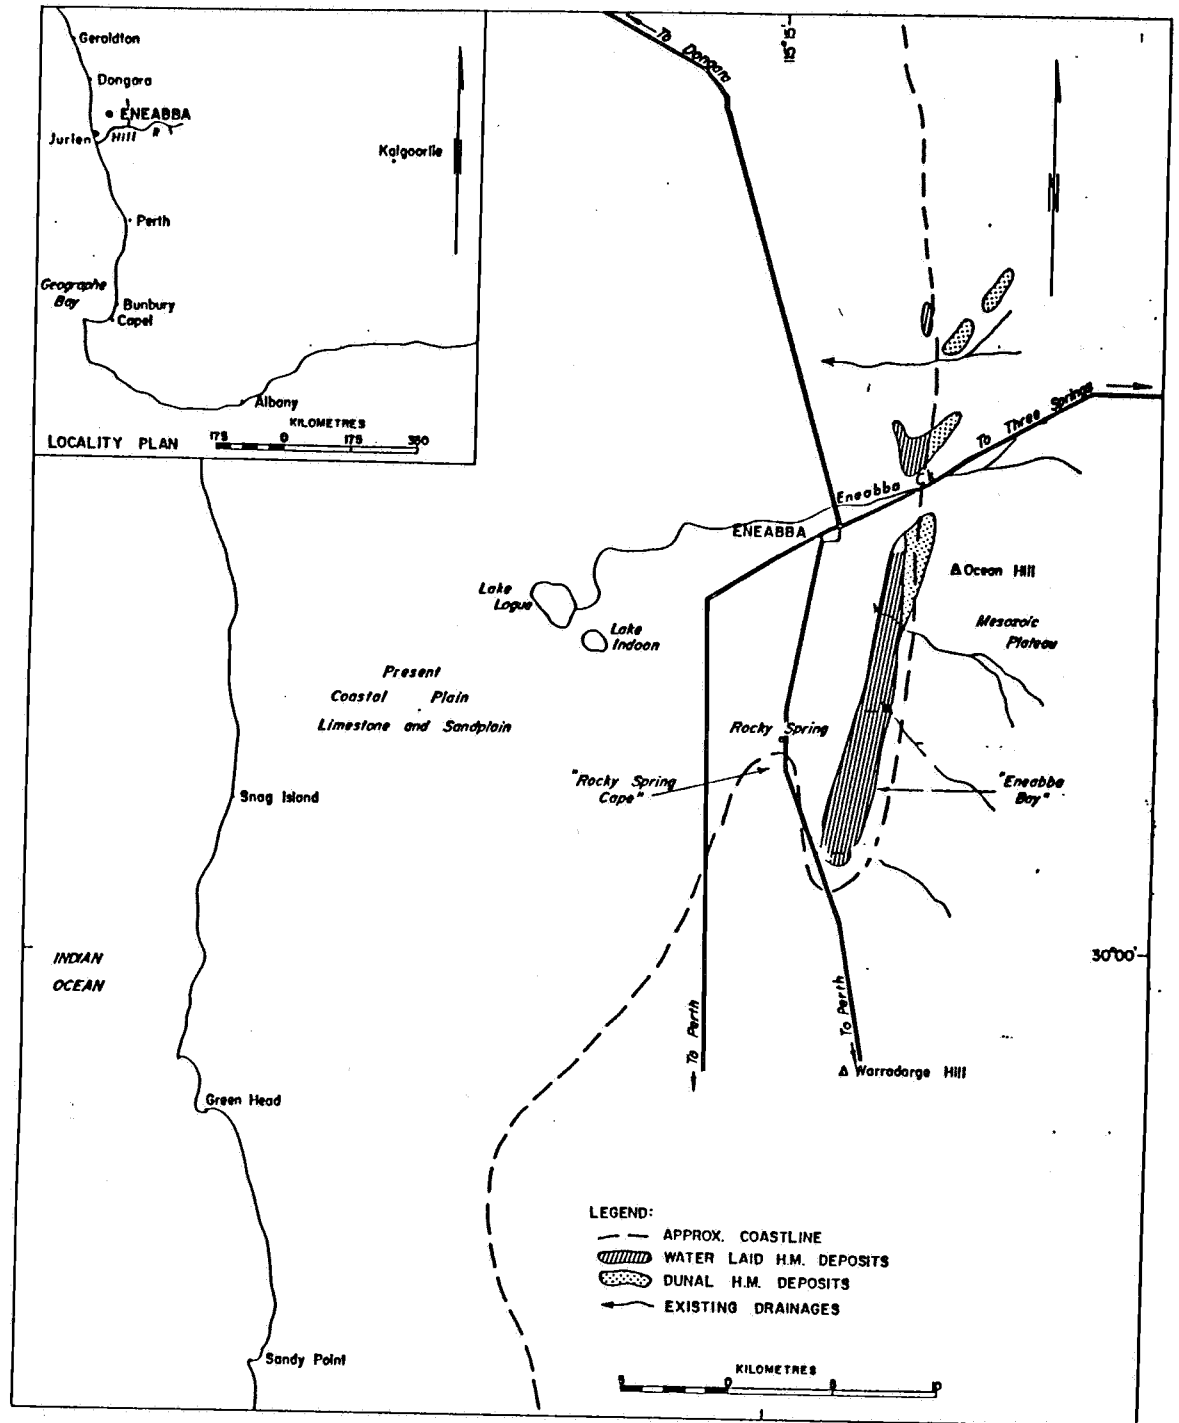 Geraldton
Dongara
ENEABBA
Jurien
Hill R
Kalgoorlie
Perth
Geographe
Bay
Bunbury
Capel
Albany
KILOMETRES
LOCALITY PLAN
175 0 175 350
To Dongara
115°15'
To Three Springs
Eneabba
ENEABBA
Lake
Logue
Lake
Indoon
Ocean Hill
Mesozoic
Plateau
Present
Coastal Plain
Limestone and Sandplain
Rocky Spring
"Rocky Spring
Cape"
"Eneabba
Bay"
Snag Island
INDIAN
OCEAN
30°00'
To Perth
To Perth
Warradarge Hill
Green Head
LEGEND:
APPROX. COASTLINE
WATER LAID H.M. DEPOSITS
DUNAL H.M. DEPOSITS
EXISTING DRAINAGES
Sandy Point
KILOMETRES
5 0 5 10